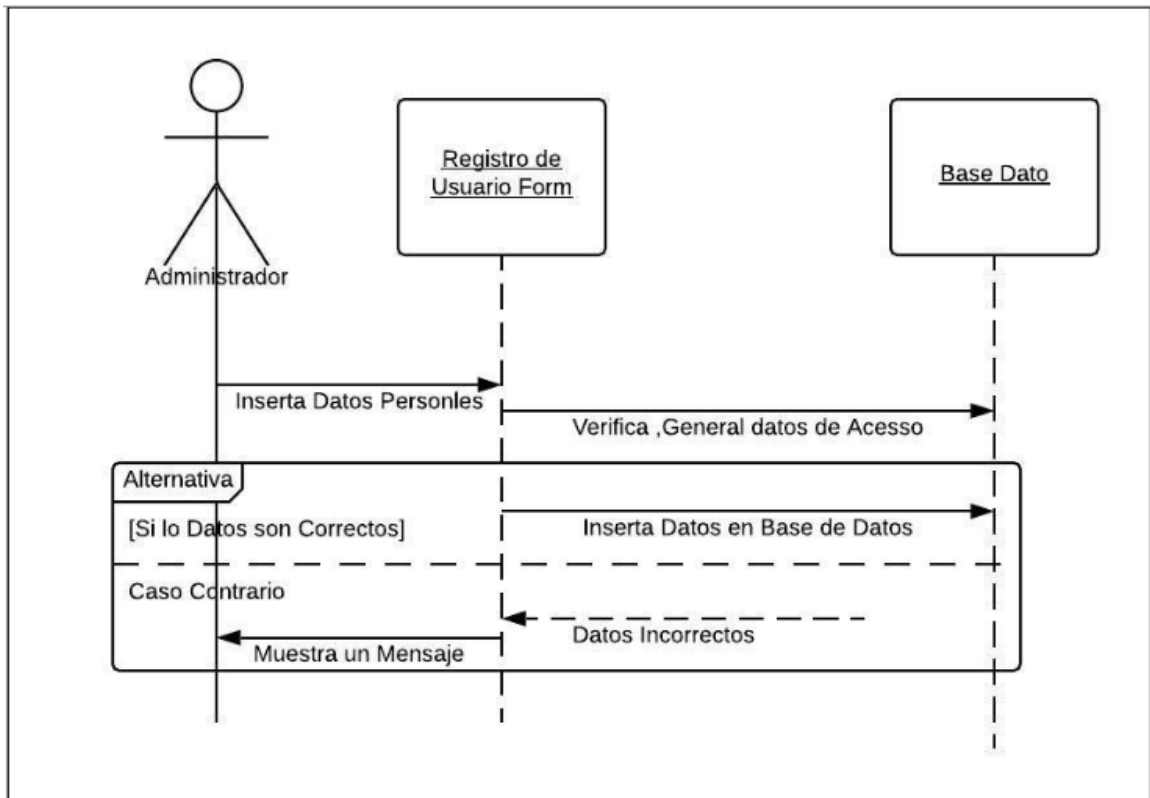 Registro de
Usuario Form
Base Dato
Administrador
Inserta Datos Personles
Verifica ,General datos de Acesso
Alternativa
[Si lo Datos son Correctos]
Inserta Datos en Base de Datos
Caso Contrario
Datos Incorrectos
Muestra un Mensaje